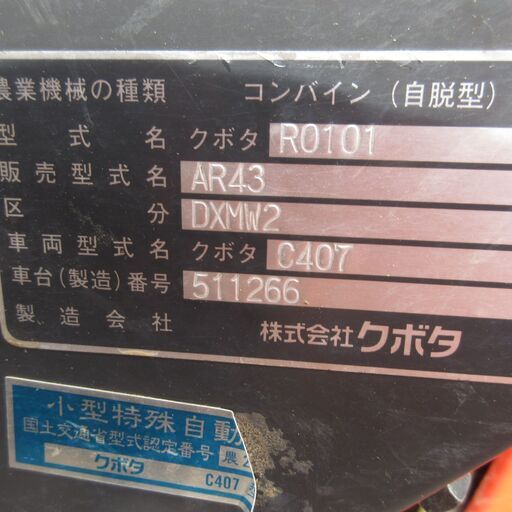 農業機械の種類 コンバイン(自脱型)
型式名 クボタ R0101
販売型式名 AR43
区分 DXMW2
車両型式名 クボタ C407
車台(製造)番号 511266
製造会社 株式会社クボタ
小型特殊自動
国土交通省型式認定番号 農2
クボタ C407